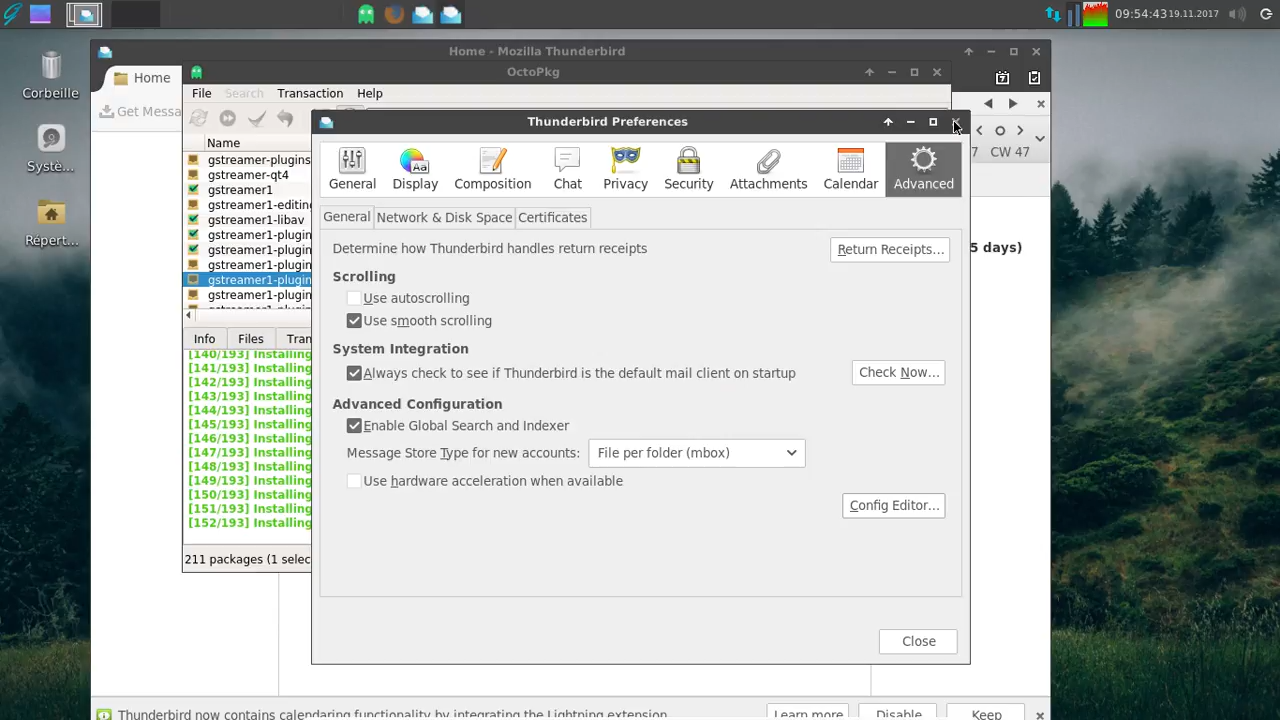 09:54:43 19.11.2017
Home - Mozilla Thunderbird
OctoPkg
Home
Get Messa
File Search Transaction Help
Thunderbird Preferences
Corbeille
Systè...
Répert...
Name
gstreamer-plugins
gstreamer-qt4
gstreamer1
gstreamer1-editing
gstreamer1-libav
gstreamer1-plugin
gstreamer1-plugin
gstreamer1-plugin
gstreamer1-plugin
gstreamer1-plugin
General Display Composition Chat Privacy Security Attachments Calendar Advanced
7 CW 47
General Network & Disk Space Certificates
Determine how Thunderbird handles return receipts Return Receipts...
5 days)
Scrolling
Use autoscrolling
Use smooth scrolling
System Integration
Always check to see if Thunderbird is the default mail client on startup Check Now...
Advanced Configuration
Enable Global Search and Indexer
Message Store Type for new accounts: File per folder (mbox)
Use hardware acceleration when available
Config Editor...
Close
Info Files Tran
[140/193] Installing
[141/193] Installing
[142/193] Installing
[143/193] Installing
[144/193] Installing
[145/193] Installing
[146/193] Installing
[147/193] Installing
[148/193] Installing
[149/193] Installing
[150/193] Installing
[151/193] Installing
[152/193] Installing
211 packages (1 selec
Thunderbird now contains calendaring functionality by integrating the Lightning extension. Learn more Disable Keep